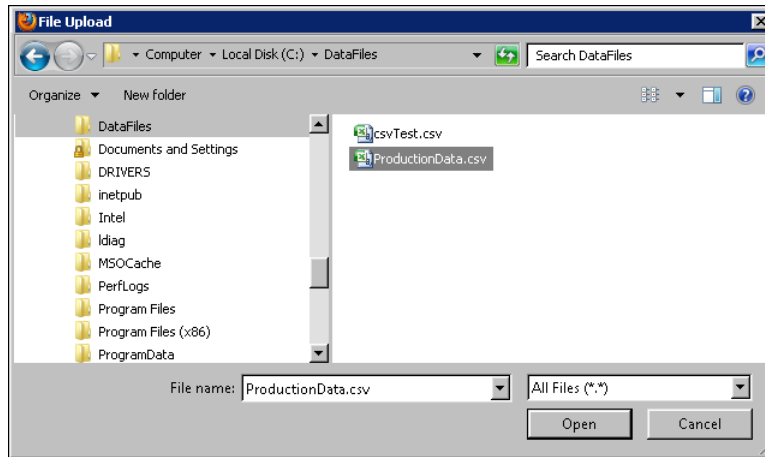 File Upload
Computer Local Disk (C:) DataFiles Search DataFiles
Organize New folder
DataFiles
Documents and Settings
DRIVERS
inetpub
Intel
ldiag
MSOCache
PerfLogs
Program Files
Program Files (x86)
ProgramData
csvTest.csv
ProductionData.csv
File name: ProductionData.csv All Files (*.*)
Open Cancel